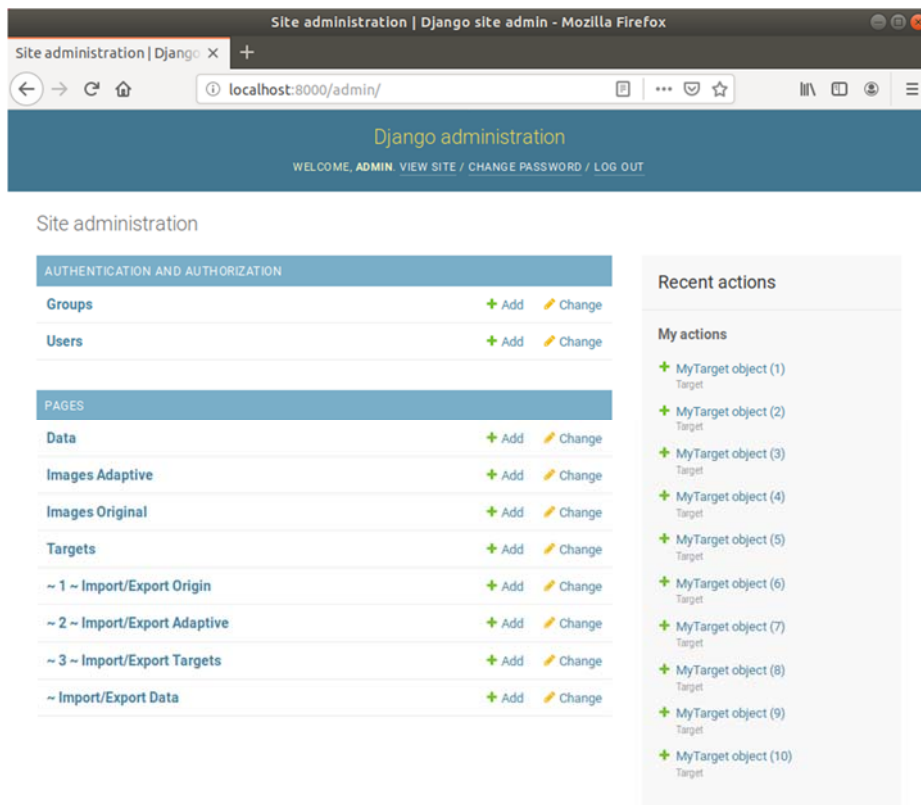 Site administration | Django site admin - Mozilla Firefox
Site administration | Django
localhost:8000/admin/
Django administration
WELCOME, ADMIN. VIEW SITE / CHANGE PASSWORD / LOG OUT
Site administration
AUTHENTICATION AND AUTHORIZATION
Groups Add Change
Users Add Change
PAGES
Data Add Change
Images Adaptive Add Change
Images Original Add Change
Targets Add Change
~ 1 ~ Import/Export Origin Add Change
~ 2 ~ Import/Export Adaptive Add Change
~ 3 ~ Import/Export Targets Add Change
~ Import/Export Data Add Change
Recent actions
My actions
MyTarget object (1)
Target
MyTarget object (2)
Target
MyTarget object (3)
Target
MyTarget object (4)
Target
MyTarget object (5)
Target
MyTarget object (6)
Target
MyTarget object (7)
Target
MyTarget object (8)
Target
MyTarget object (9)
Target
MyTarget object (10)
Target